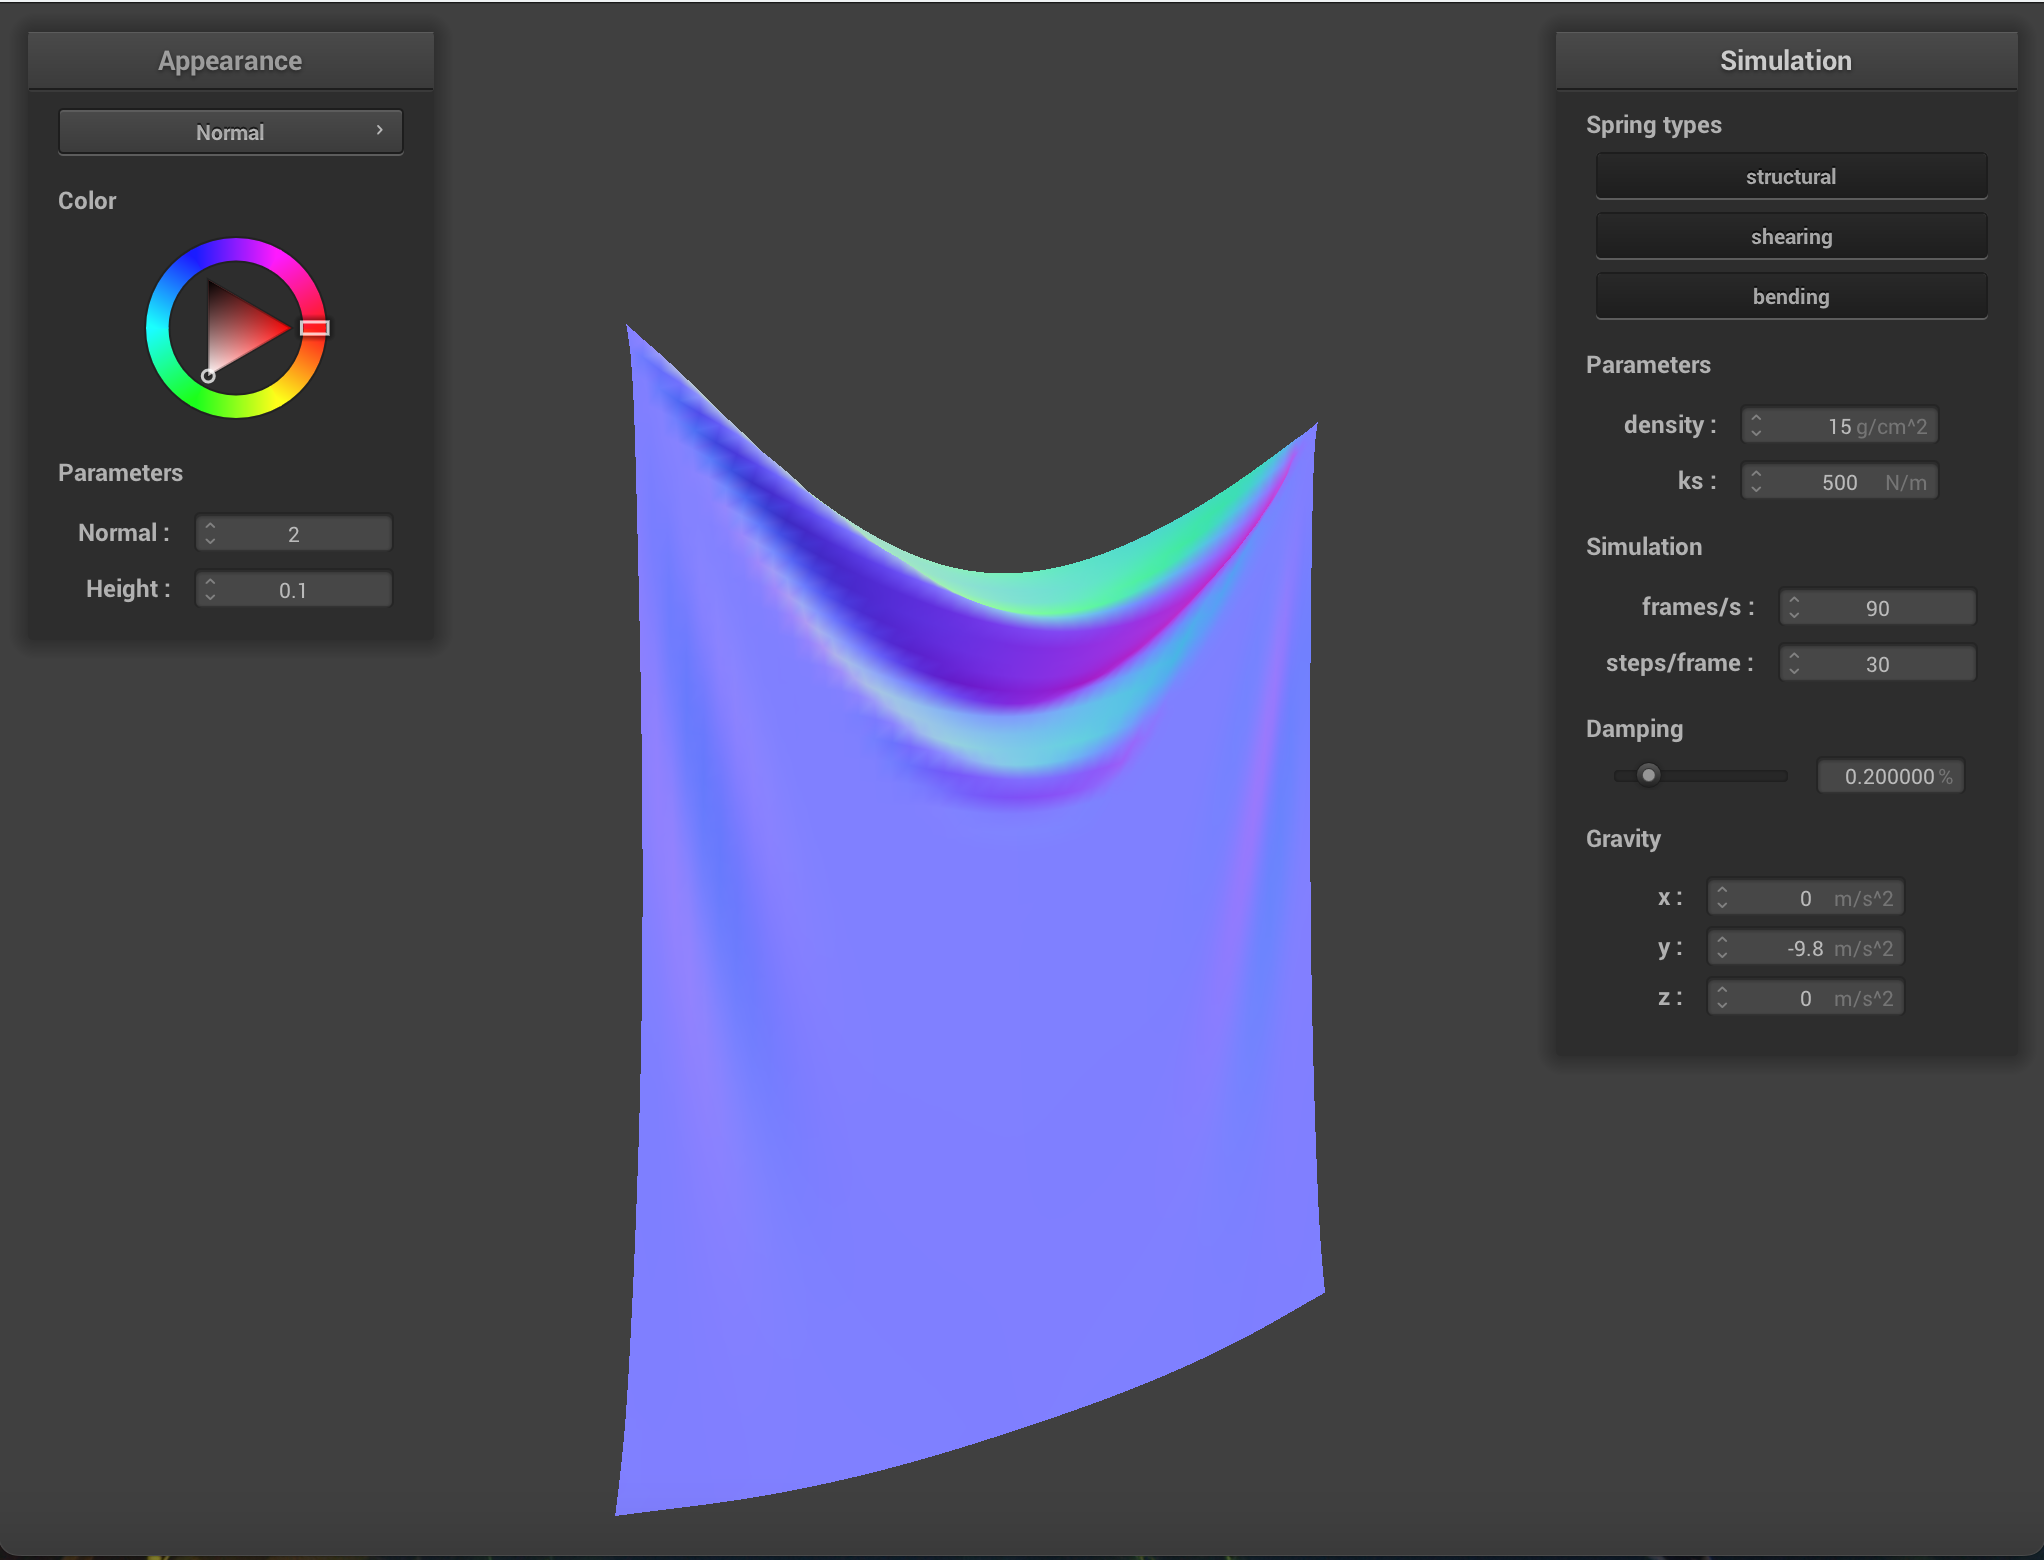 Appearance
Normal
Color
Parameters
Normal : 2
Height : 0.1
Simulation
Spring types
structural
shearing
bending
Parameters
density : 15 g/cm^2
ks : 500 N/m
Simulation
frames/s : 90
steps/frame : 30
Damping
0.200000 %
Gravity
x : 0 m/s^2
y : -9.8 m/s^2
z : 0 m/s^2